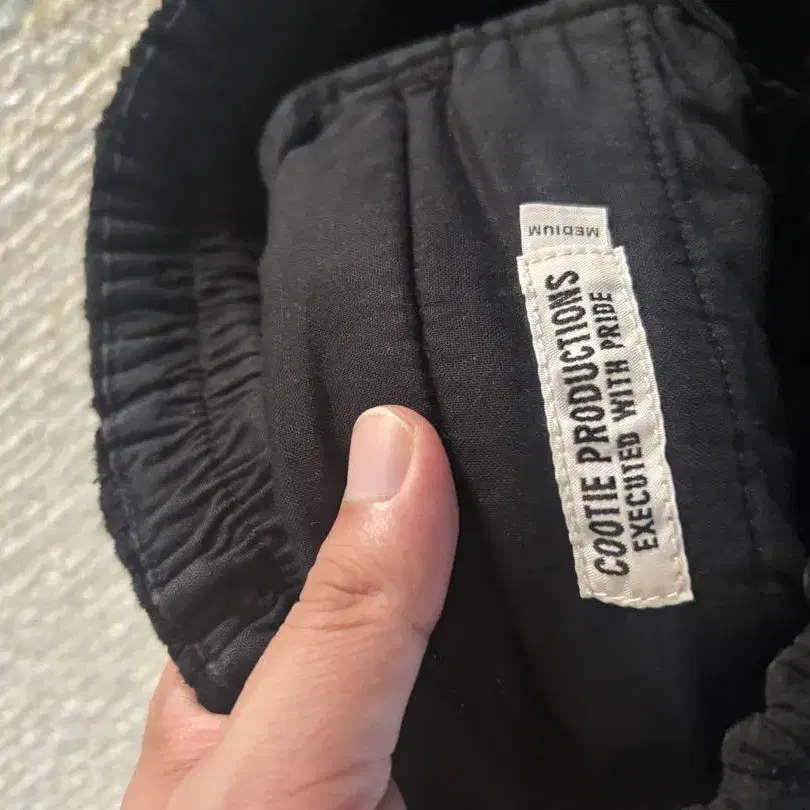 MEDIUM
COOTIE PRODUCTIONS
EXECUTED WITH PRIDE